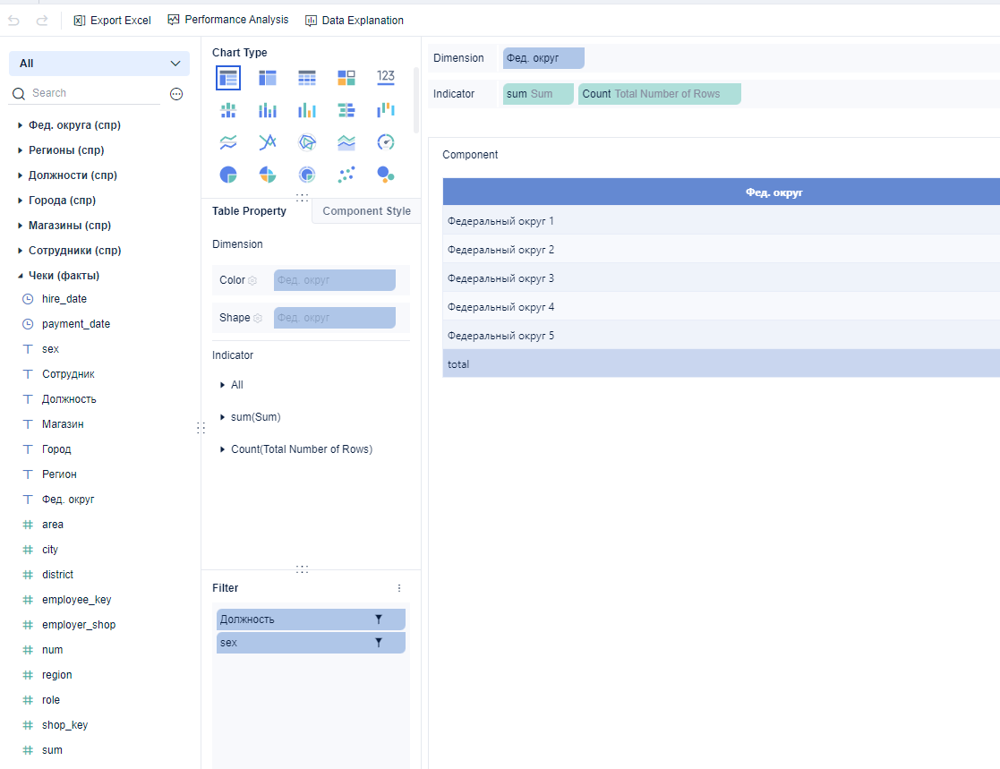 Export Excel Performance Analysis Data Explanation
All
Search
Фед. округа (спр)
Регионы (спр)
Должности (спр)
Города (спр)
Магазины (спр)
Сотрудники (спр)
Чеки (факты)
hire_date
payment_date
sex
Сотрудник
Должность
Магазин
Город
Регион
Фед. округ
area
city
district
employee_key
employer_shop
num
region
role
shop_key
sum
Chart Type
123
Table Property Component Style
Dimension
Color Фед. округ
Shape Фед. округ
Indicator
All
sum(Sum)
Count(Total Number of Rows)
Filter
Должность
sex
Dimension Фед. округ
Indicator sum Sum Count Total Number of Rows
Component
Фед. округ
Федеральный округ 1
Федеральный округ 2
Федеральный округ 3
Федеральный округ 4
Федеральный округ 5
total